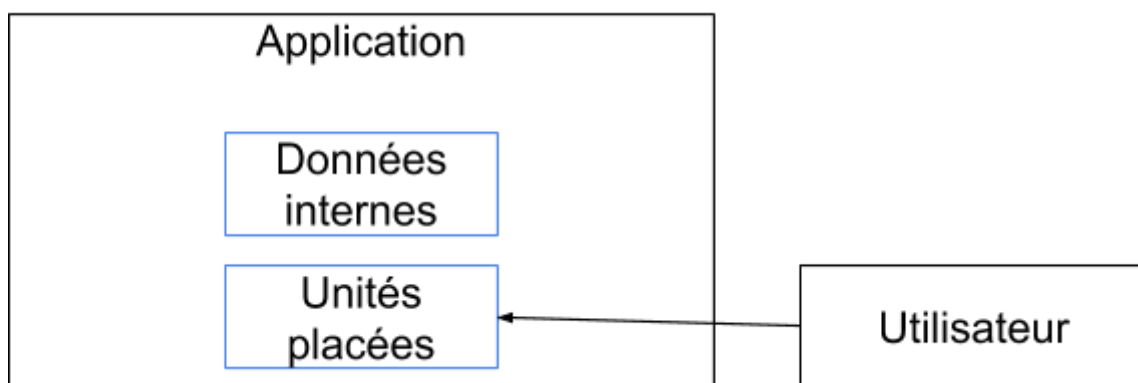 Application
Données
internes
Unités
placées
Utilisateur